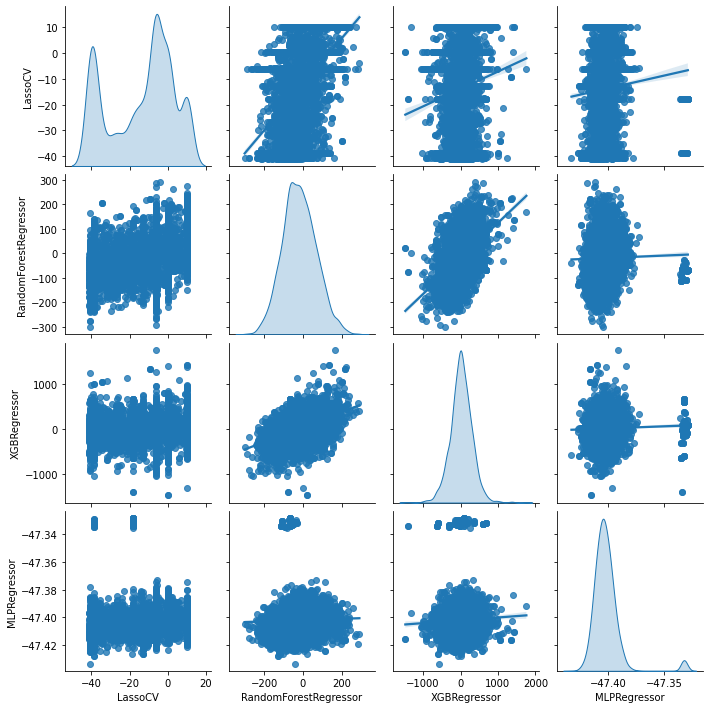 10
0
−10
−20
−30
−40
LassoCV
300
200
100
0
−100
−200
−300
RandomForestRegressor
1000
0
−1000
XGBRegressor
−47.34
−47.36
−47.38
−47.40
−47.42
MLPRegressor
−40 −20 0 20
LassoCV
−200 0 200
RandomForestRegressor
−1000 0 1000 2000
XGBRegressor
−47.40 −47.35
MLPRegressor